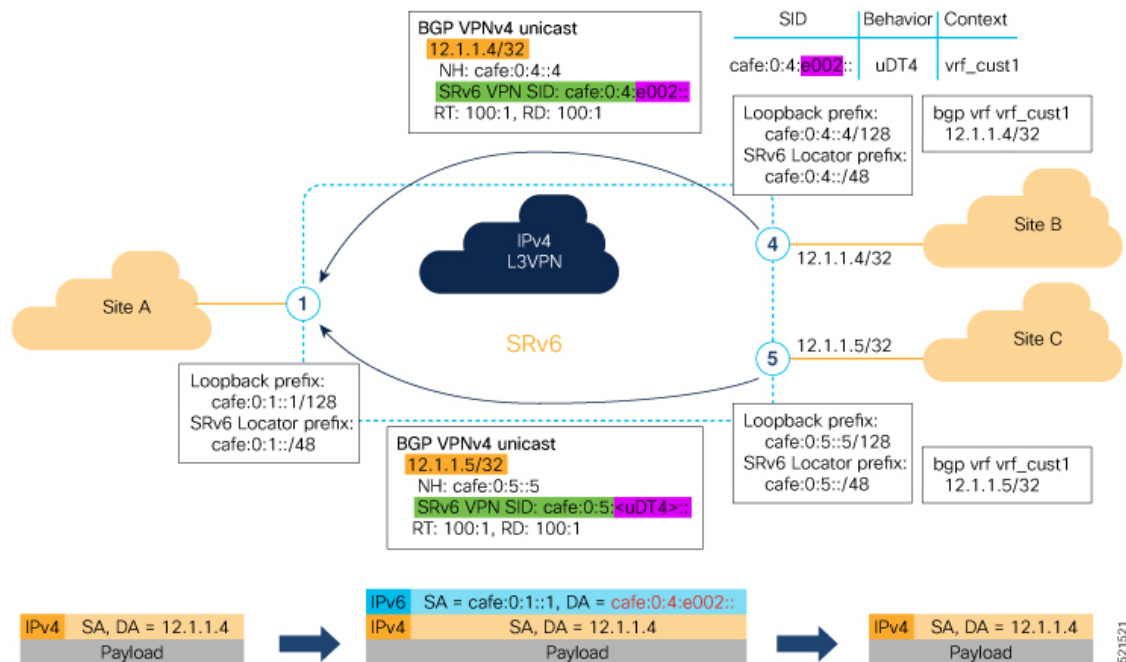 BGP VPNv4 unicast
12.1.1.4/32
NH: cafe:0:4::4
SRv6 VPN SID: cafe:0:4:e002::
RT: 100:1, RD: 100:1
SID Behavior Context
cafe:0:4:e002:: uDT4 vrf_cust1
Loopback prefix:
cafe:0:4::4/128
SRv6 Locator prefix:
cafe:0:4::/48
bgp vrf vrf_cust1
12.1.1.4/32
IPv4
L3VPN
4
12.1.1.4/32
Site B
Site A
1
SRv6
5
12.1.1.5/32
Site C
Loopback prefix:
cafe:0:1::1/128
SRv6 Locator prefix:
cafe:0:1::/48
BGP VPNv4 unicast
12.1.1.5/32
NH: cafe:0:5::5
SRv6 VPN SID: cafe:0:5:<uDT4>::
RT: 100:1, RD: 100:1
Loopback prefix:
cafe:0:5::5/128
SRv6 Locator prefix:
cafe:0:5::/48
bgp vrf vrf_cust1
12.1.1.5/32
IPv4 SA, DA = 12.1.1.4
Payload
IPv6 SA = cafe:0:1::1, DA = cafe:0:4:e002::
IPv4 SA, DA = 12.1.1.4
Payload
IPv4 SA, DA = 12.1.1.4
Payload
521521